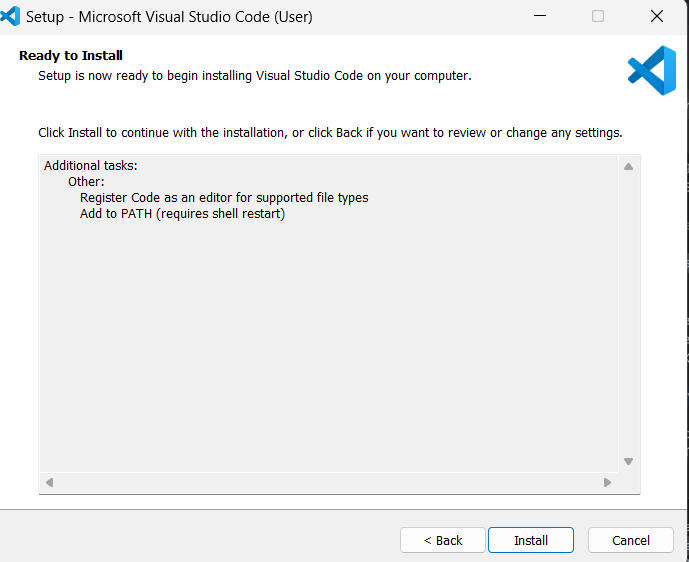 Setup - Microsoft Visual Studio Code (User)
Ready to Install
Setup is now ready to begin installing Visual Studio Code on your computer.
Click Install to continue with the installation, or click Back if you want to review or change any settings.
Additional tasks:
Other:
Register Code as an editor for supported file types
Add to PATH (requires shell restart)
< Back
Install
Cancel